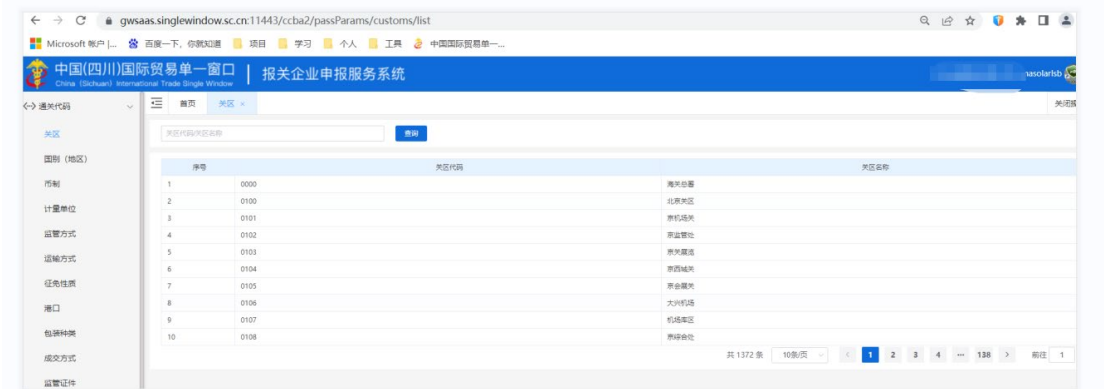 gwsaas.singlewindow.sc.cn:11443/ccba2/passParams/customs/list
Microsoft 帐户 |... 百度一下，你就知道 项目 学习 个人 工具 中国国际贸易单一...
中国(四川)国际贸易单一窗口 | 报关企业申报服务系统
China (Sichuan) International Trade Single Window
nasolarlsb
通关代码 首页 关区 ×
关区 关区代码/关区名称 查询
国别（地区）
序号 关区代码 关区名称
币制
1 0000 海关总署
2 0100 北京关区
计量单位
3 0101 京机场关
监管方式
4 0102 京监管处
5 0103 京关展览
运输方式
6 0104 京西城关
征免性质
7 0105 京会展关
港口
8 0106 大兴机场
9 0107 机场库区
包装种类
10 0108 京综合处
成交方式
共 1372 条 10条/页 < 1 2 3 4 ... 138 > 前往 1
监管证件